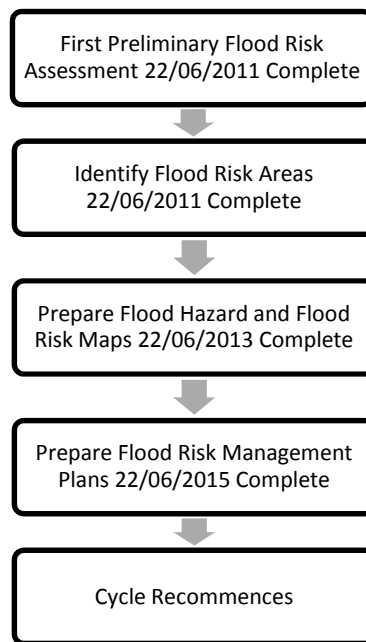 First Preliminary Flood Risk
Assessment 22/06/2011 Complete
Identify Flood Risk Areas
22/06/2011 Complete
Prepare Flood Hazard and Flood
Risk Maps 22/06/2013 Complete
Prepare Flood Risk Management
Plans 22/06/2015 Complete
Cycle Recommences